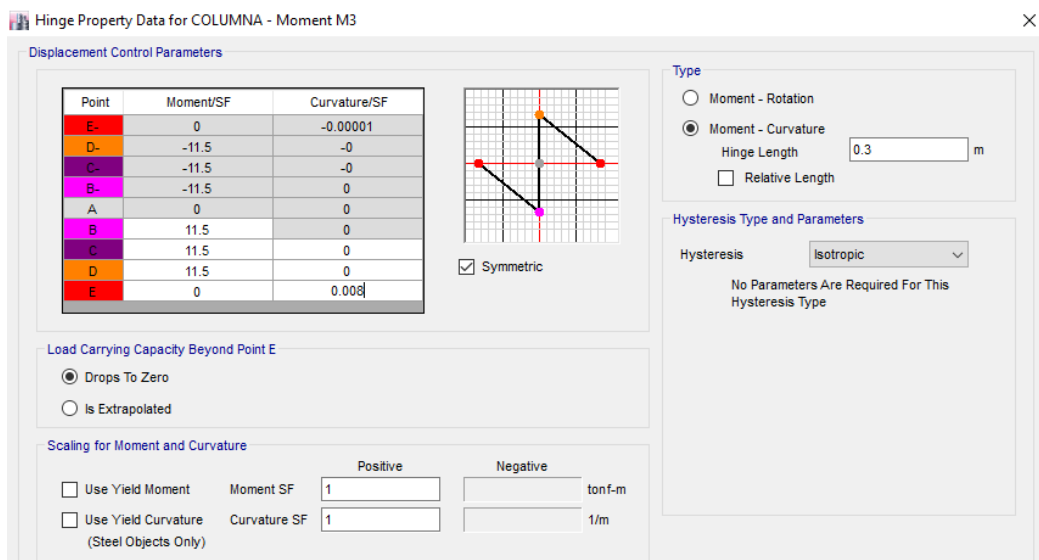 Hinge Property Data for COLUMNA - Moment M3
Displacement Control Parameters
Point Moment/SF Curvature/SF
E- 0 -0.00001
D- -11.5 -0
C- -11.5 -0
B- -11.5 0
A 0 0
B 11.5 0
C 11.5 0
D 11.5 0
E 0 0.008
Symmetric
Type
Moment - Rotation
Moment - Curvature
Hinge Length 0.3 m
Relative Length
Hysteresis Type and Parameters
Hysteresis Isotropic
No Parameters Are Required For This
Hysteresis Type
Load Carrying Capacity Beyond Point E
Drops To Zero
Is Extrapolated
Scaling for Moment and Curvature
Positive Negative
Use Yield Moment Moment SF 1 tonf-m
Use Yield Curvature Curvature SF 1 1/m
(Steel Objects Only)